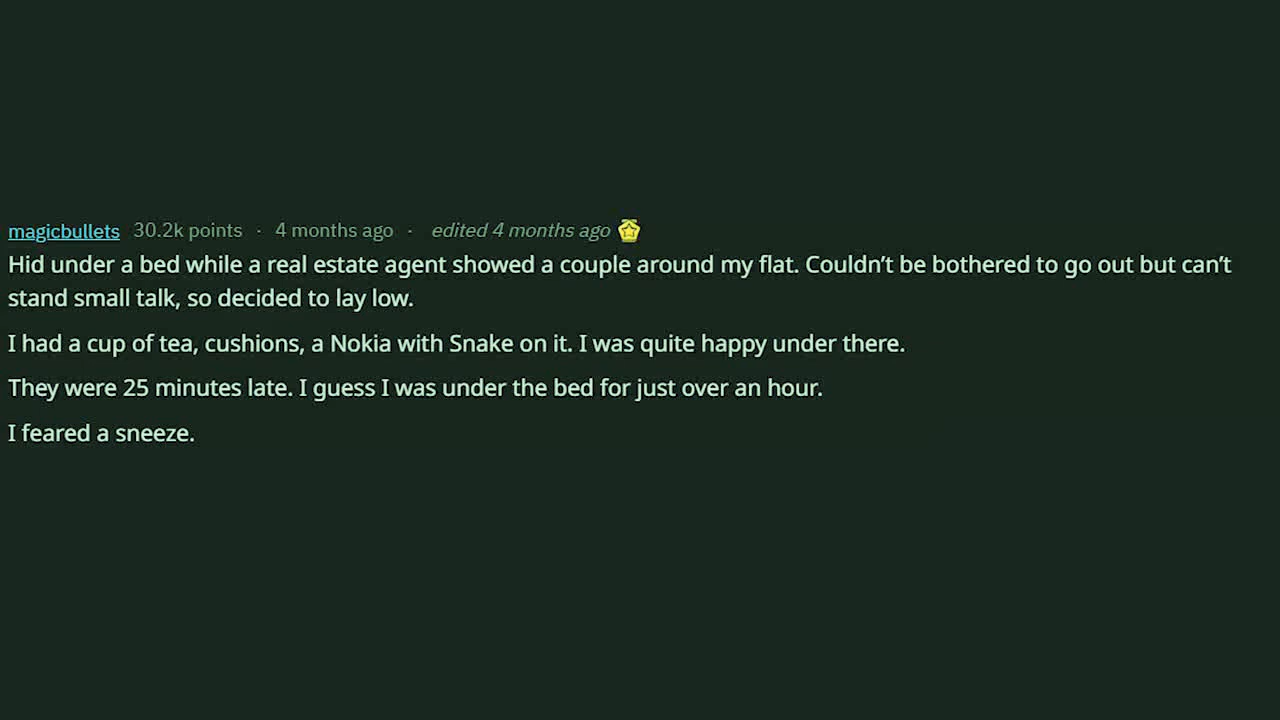 magicbullets 30.2k points · 4 months ago · edited 4 months ago
Hid under a bed while a real estate agent showed a couple around my flat. Couldn’t be bothered to go out but can’t
stand small talk, so decided to lay low.
I had a cup of tea, cushions, a Nokia with Snake on it. I was quite happy under there.
They were 25 minutes late. I guess I was under the bed for just over an hour.
I feared a sneeze.